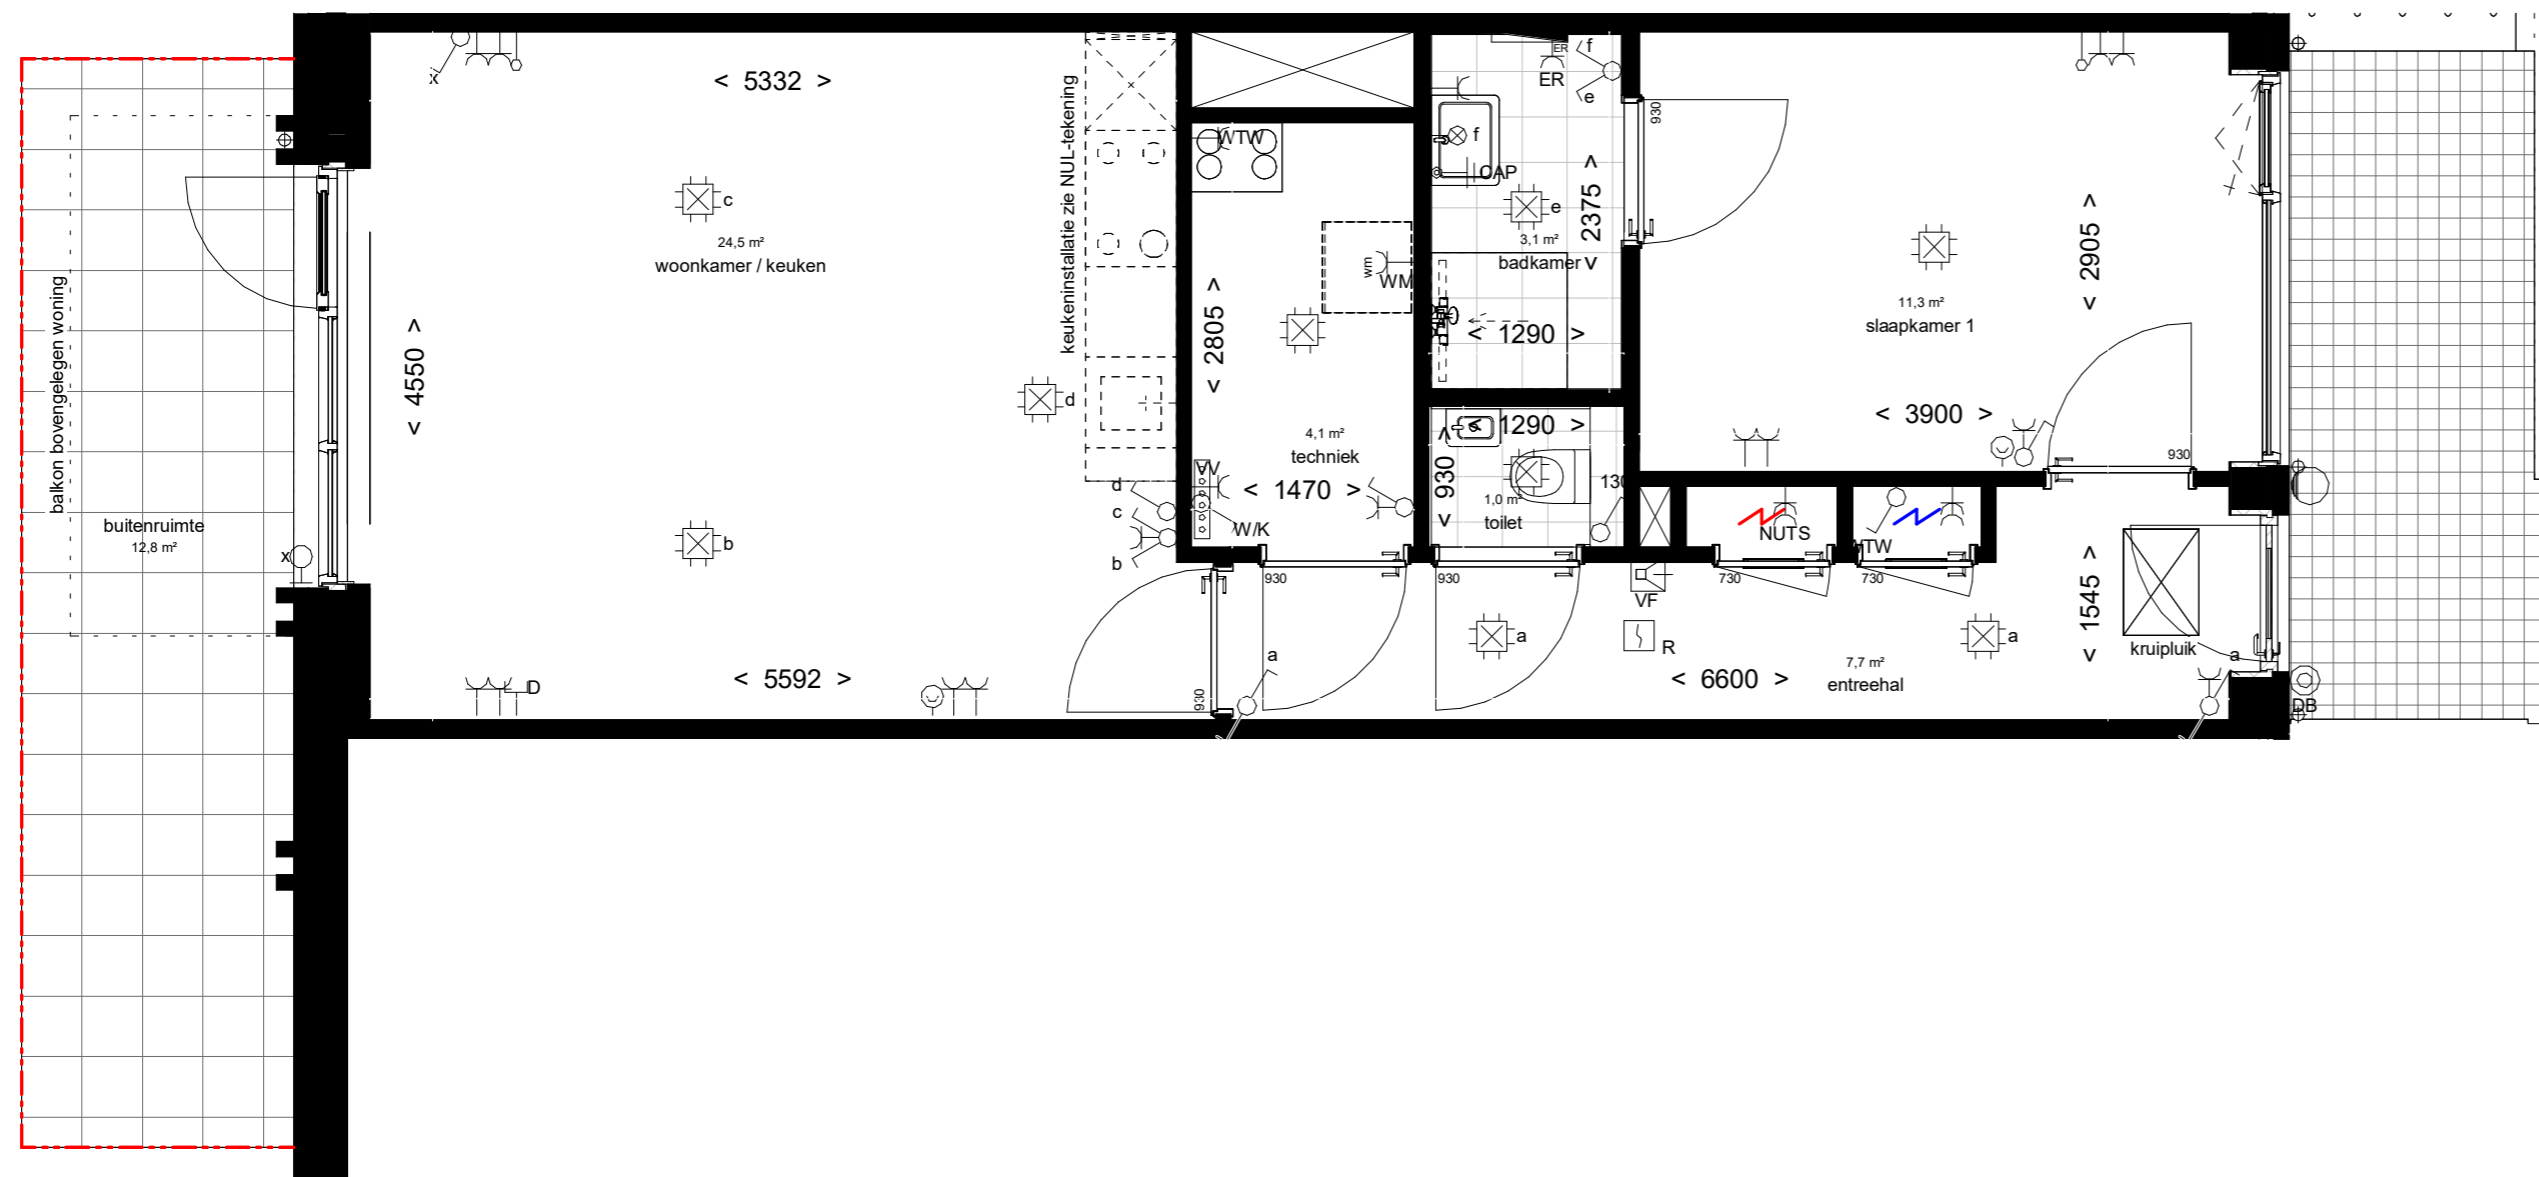 balkon bovengelegen woning
buitenruimte
12,8 m²
x
x
< 5332 >
c
24,5 m²
woonkamer / keuken
< 4550 >
d
b
D
< 5592 >
keukeninstallatie zie NUL-tekening
d
c
b
WTW
wm
WM
< 2805 >
4,1 m²
techniek
< 1470 >
VV
W/K
930
930
a
ER
ER
f
e
f
CAP
e
3,1 m²
badkamer
< 2375 >
< 1290 >
930
< 1290 >
< 930 >
1,0 m²
toilet
130
930
a
VF
R
NUTS
730
730
< 6600 >
7,7 m²
entreehal
a
11,3 m²
slaapkamer 1
< 2905 >
< 3900 >
930
< 1545 >
kruipluik
a
DB